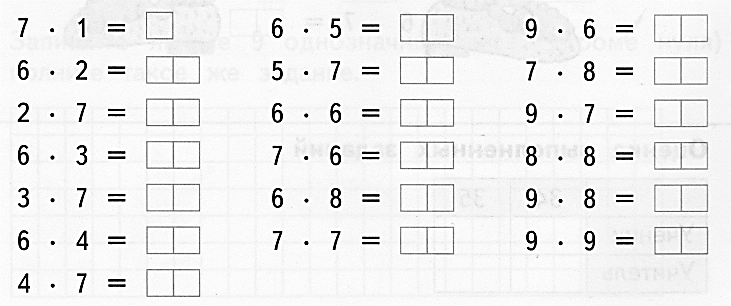 7 · 1 =
6 · 2 =
2 · 7 =
6 · 3 =
3 · 7 =
6 · 4 =
4 · 7 =
6 · 5 =
5 · 7 =
6 · 6 =
7 · 6 =
6 · 8 =
7 · 7 =
9 · 6 =
7 · 8 =
9 · 7 =
8 · 8 =
9 · 8 =
9 · 9 =